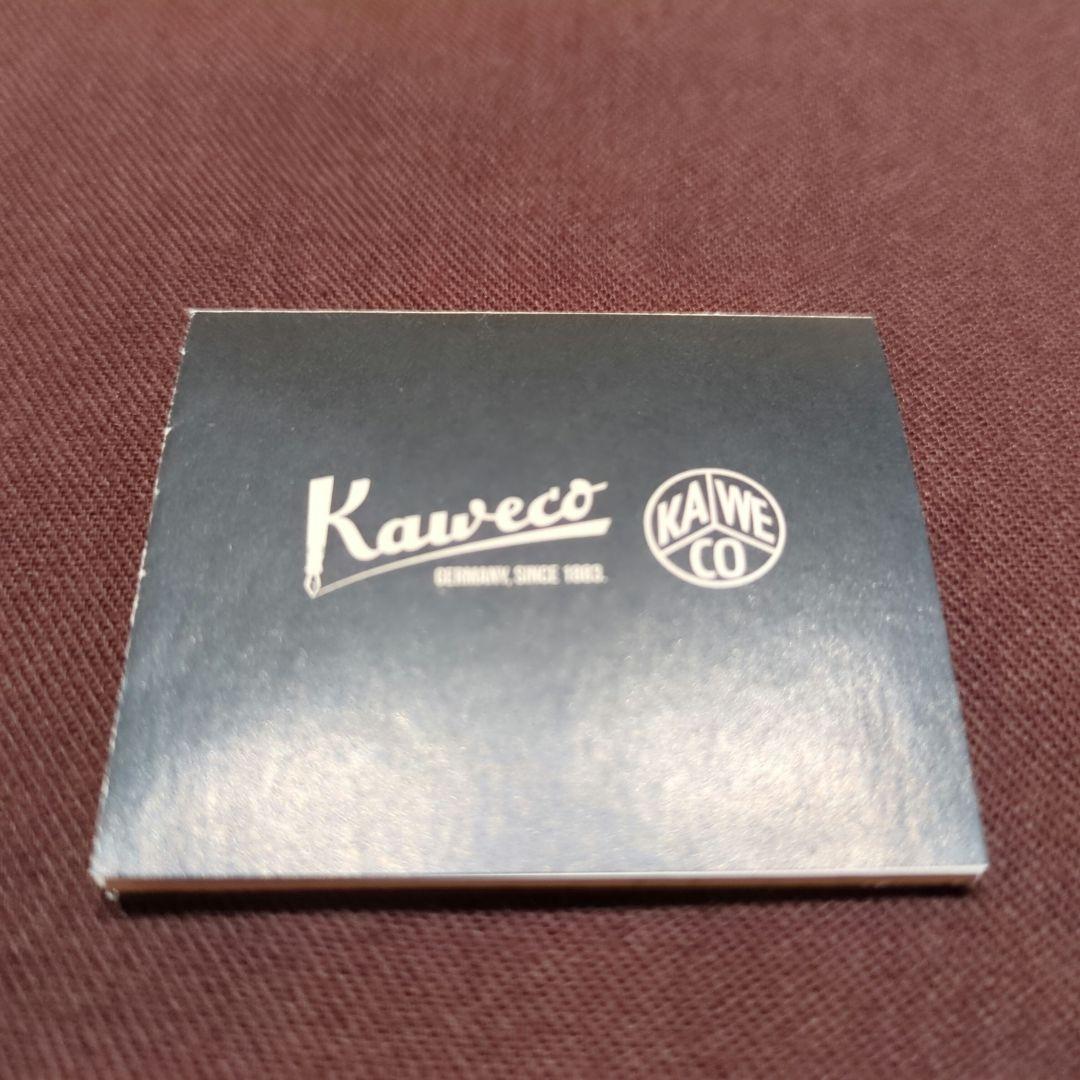 Kaweco
GERMANY, SINCE 1883.
KA WE
CO